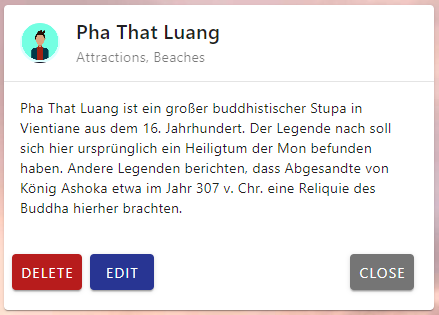 Pha That Luang
Attractions, Beaches
Pha That Luang ist ein großer buddhistischer Stupa in
Vientiane aus dem 16. Jahrhundert. Der Legende nach soll
sich hier ursprünglich ein Heiligtum der Mon befunden
haben. Andere Legenden berichten, dass Abgesandte von
König Ashoka etwa im Jahr 307 v. Chr. eine Reliquie des
Buddha hierher brachten.
DELETE EDIT CLOSE